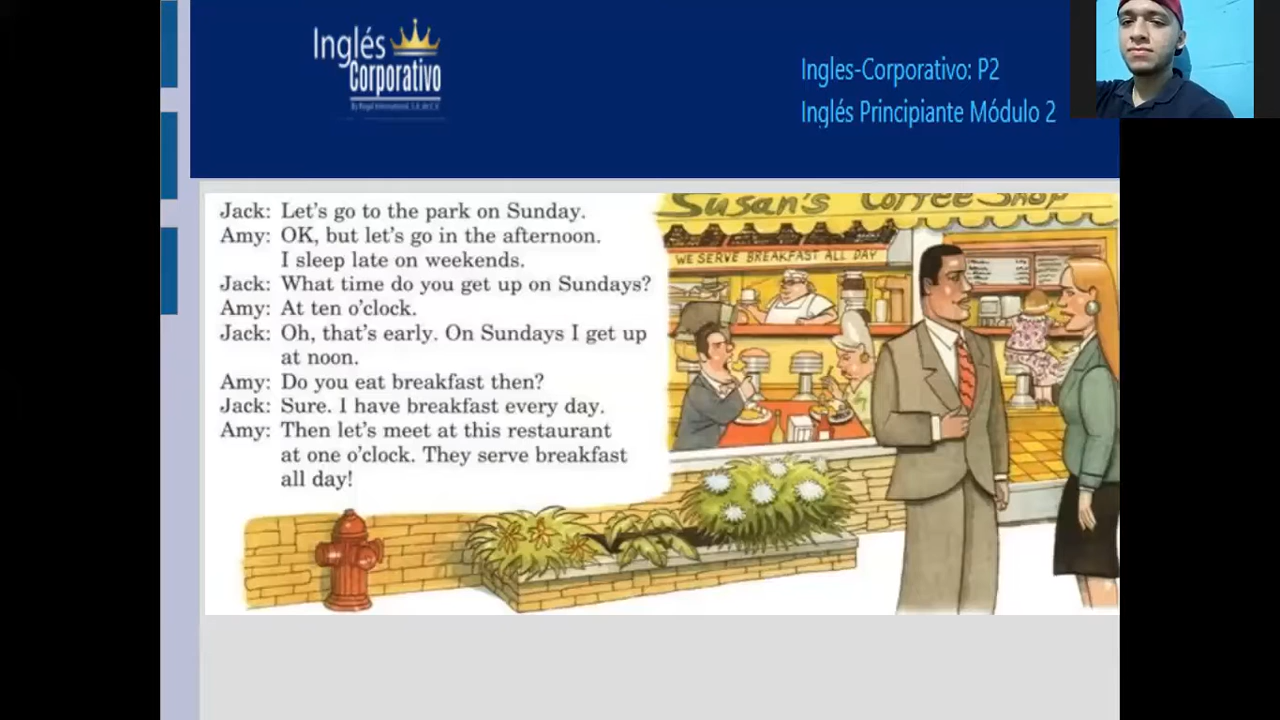 Inglés
Corporativo
Ingles-Corporativo: P2
Inglés Principiante Módulo 2
Jack: Let's go to the park on Sunday.
Amy: OK, but let's go in the afternoon.
I sleep late on weekends.
Jack: What time do you get up on Sundays?
Amy: At ten o'clock.
Jack: Oh, that's early. On Sundays I get up
at noon.
Amy: Do you eat breakfast then?
Jack: Sure. I have breakfast every day.
Amy: Then let's meet at this restaurant
at one o'clock. They serve breakfast
all day!
Susan's Coffee Shop
WE SERVE BREAKFAST ALL DAY